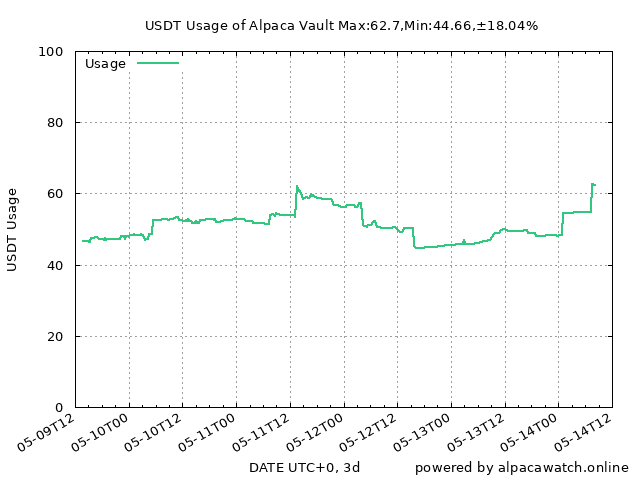 USDT Usage of Alpaca Vault Max:62.7,Min:44.66,±18.04%
Usage
100
80
60
40
20
0
USDT Usage
05-09T12
05-10T00
05-10T12
05-11T00
05-11T12
05-12T00
05-12T12
05-13T00
05-13T12
05-14T00
05-14T12
DATE UTC+0, 3d
powered by alpacawatch.online